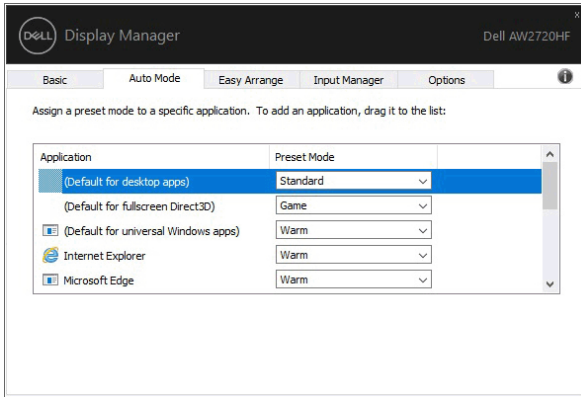 DELL Display Manager Dell AW2720HF
Basic Auto Mode Easy Arrange Input Manager Options
Assign a preset mode to a specific application. To add an application, drag it to the list:
Application Preset Mode
(Default for desktop apps) Standard
(Default for fullscreen Direct3D) Game
(Default for universal Windows apps) Warm
Internet Explorer Warm
Microsoft Edge Warm